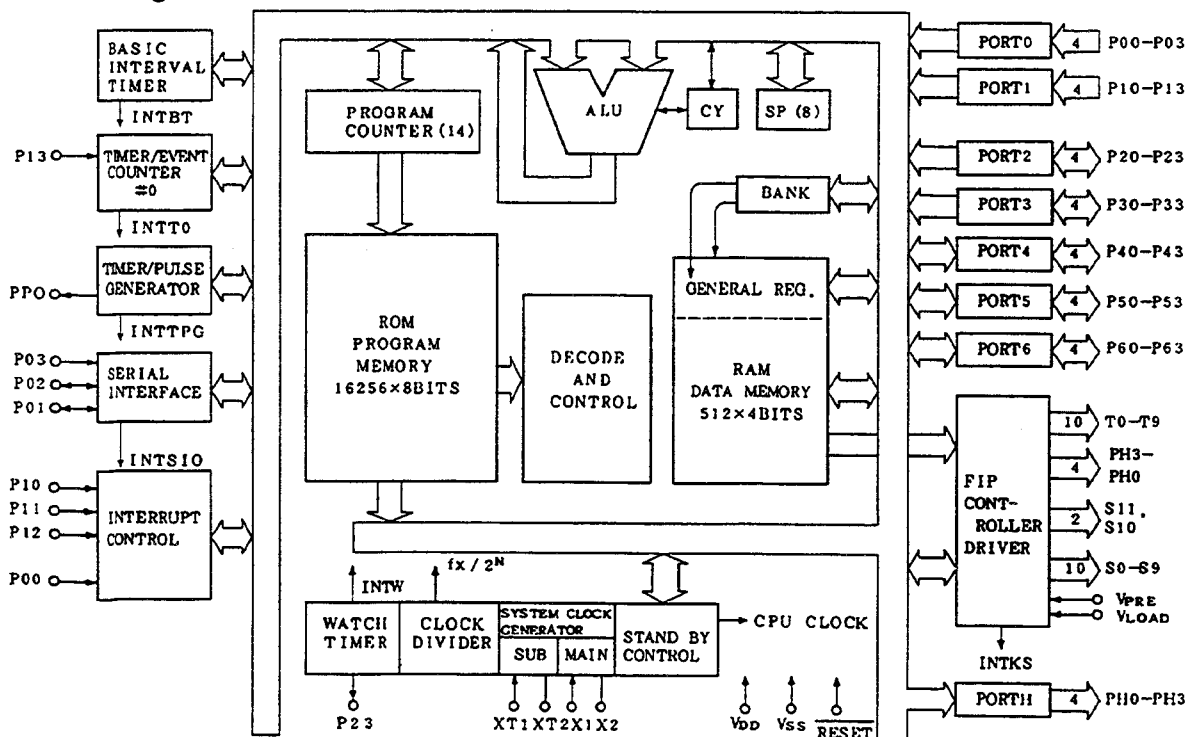 BASIC
INTERVAL
TIMER
INTBT
P13
TIMER/EVENT
COUNTER
#0
INTT0
PPO
TIMER/PULSE
GENERATOR
INTTPG
P03
P02
P01
SERIAL
INTERFACE
INTSIO
P10
P11
P12
P00
INTERRUPT
CONTROL
PROGRAM
COUNTER (14)
ALU
CY
SP (8)
BANK
ROM
PROGRAM
MEMORY
16256×8BITS
DECODE
AND
CONTROL
GENERAL REG.
RAM
DATA MEMORY
512×4BITS
INTW
fx / 2N
WATCH
TIMER
CLOCK
DIVIDER
SYSTEM CLOCK
GENERATOR
SUB
MAIN
STAND BY
CONTROL
CPU CLOCK
P23
XT1
XT2
X1
X2
VDD
VSS
RESET
PORT0
4
P00-P03
PORT1
4
P10-P13
PORT2
4
P20-P23
PORT3
4
P30-P33
PORT4
4
P40-P43
PORT5
4
P50-P53
PORT6
4
P60-P63
FIP
CONT-
ROLLER
DRIVER
10
T0-T9
4
PH3-
PH0
2
S11,
S10
10
S0-S9
VPRE
VLOAD
INTKS
PORTH
4
PH0-PH3